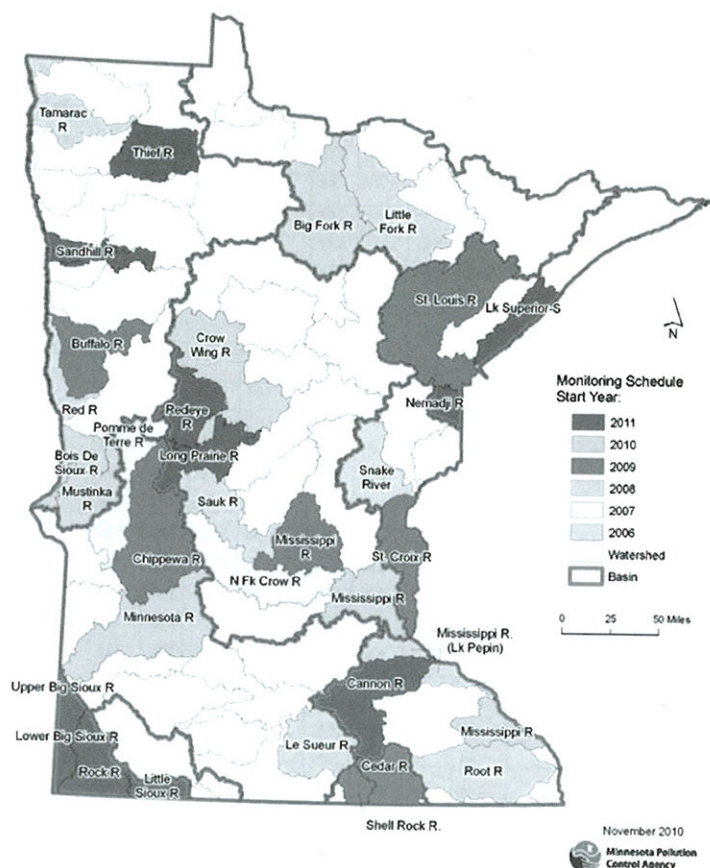 Tamarac
R
Thief R
Big Fork R
Little
Fork R
Sandhill R
St. Louis R
Lk Superior-S
N
Buffalo R
Crow
Wing R
Red R
Redeye
R
Nemadji R
Pomme de
Terre R
Bois De
Sioux R
Long Prairie R
Mustinka
R
Sauk R
Snake
River
Chippewa R
Mississippi
R
St. Croix R
N Fk Crow R
Minnesota R
Mississippi R
Mississippi R.
(Lk Pepin)
Upper Big Sioux R
Cannon R
Lower Big Sioux R
Le Sueur R
Mississippi R
Rock R
Little
Sioux R
Cedar R
Root R
Shell Rock R.
Monitoring Schedule
Start Year:
2011
2010
2009
2008
2007
2006
Watershed
Basin
0 25 50 Miles
November 2010
Minnesota Pollution
Control Agency